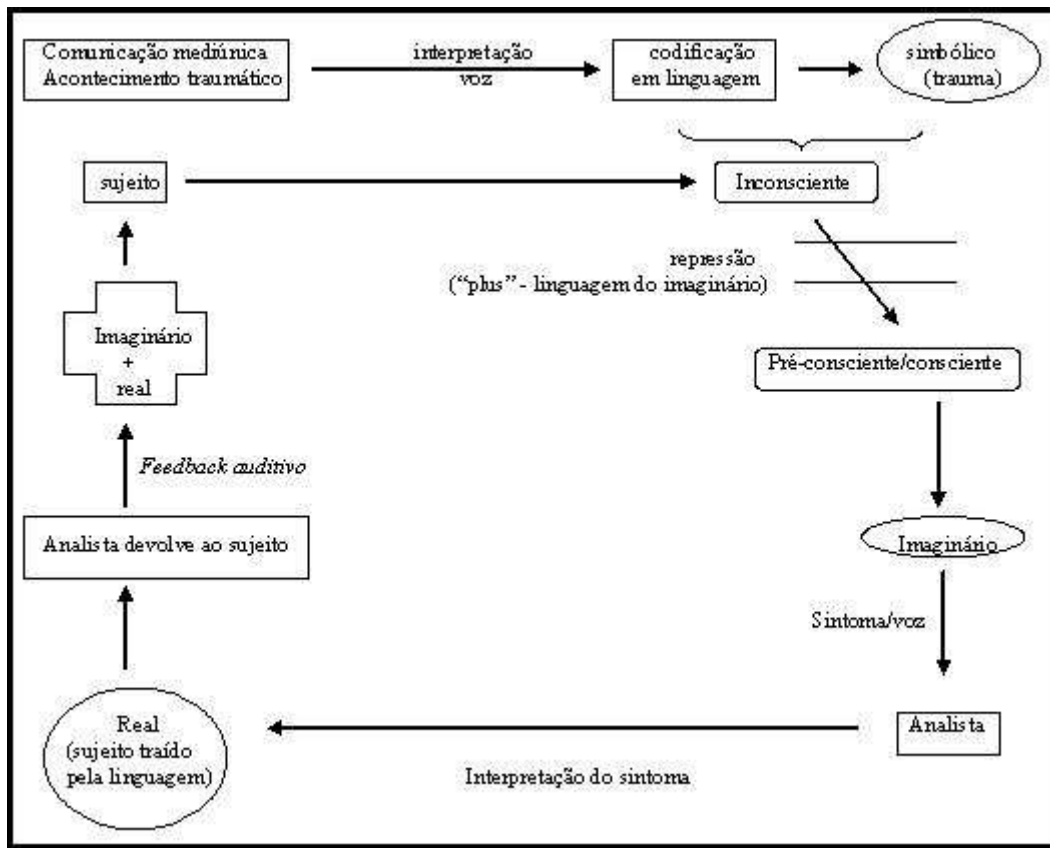 Comunicação mediúnica
Acontecimento traumático
interpretação
voz
codificação
em linguagem
simbólico
(trauma)
sujeito
Inconsciente
repressão
("plus" - linguagem do imaginário)
Imaginário
+
real
Pré-consciente/consciente
Feedback auditivo
Analista devolve ao sujeito
Imaginário
Sintoma/voz
Real
(sujeito traído
pela linguagem)
Analista
Interpretação do sintoma